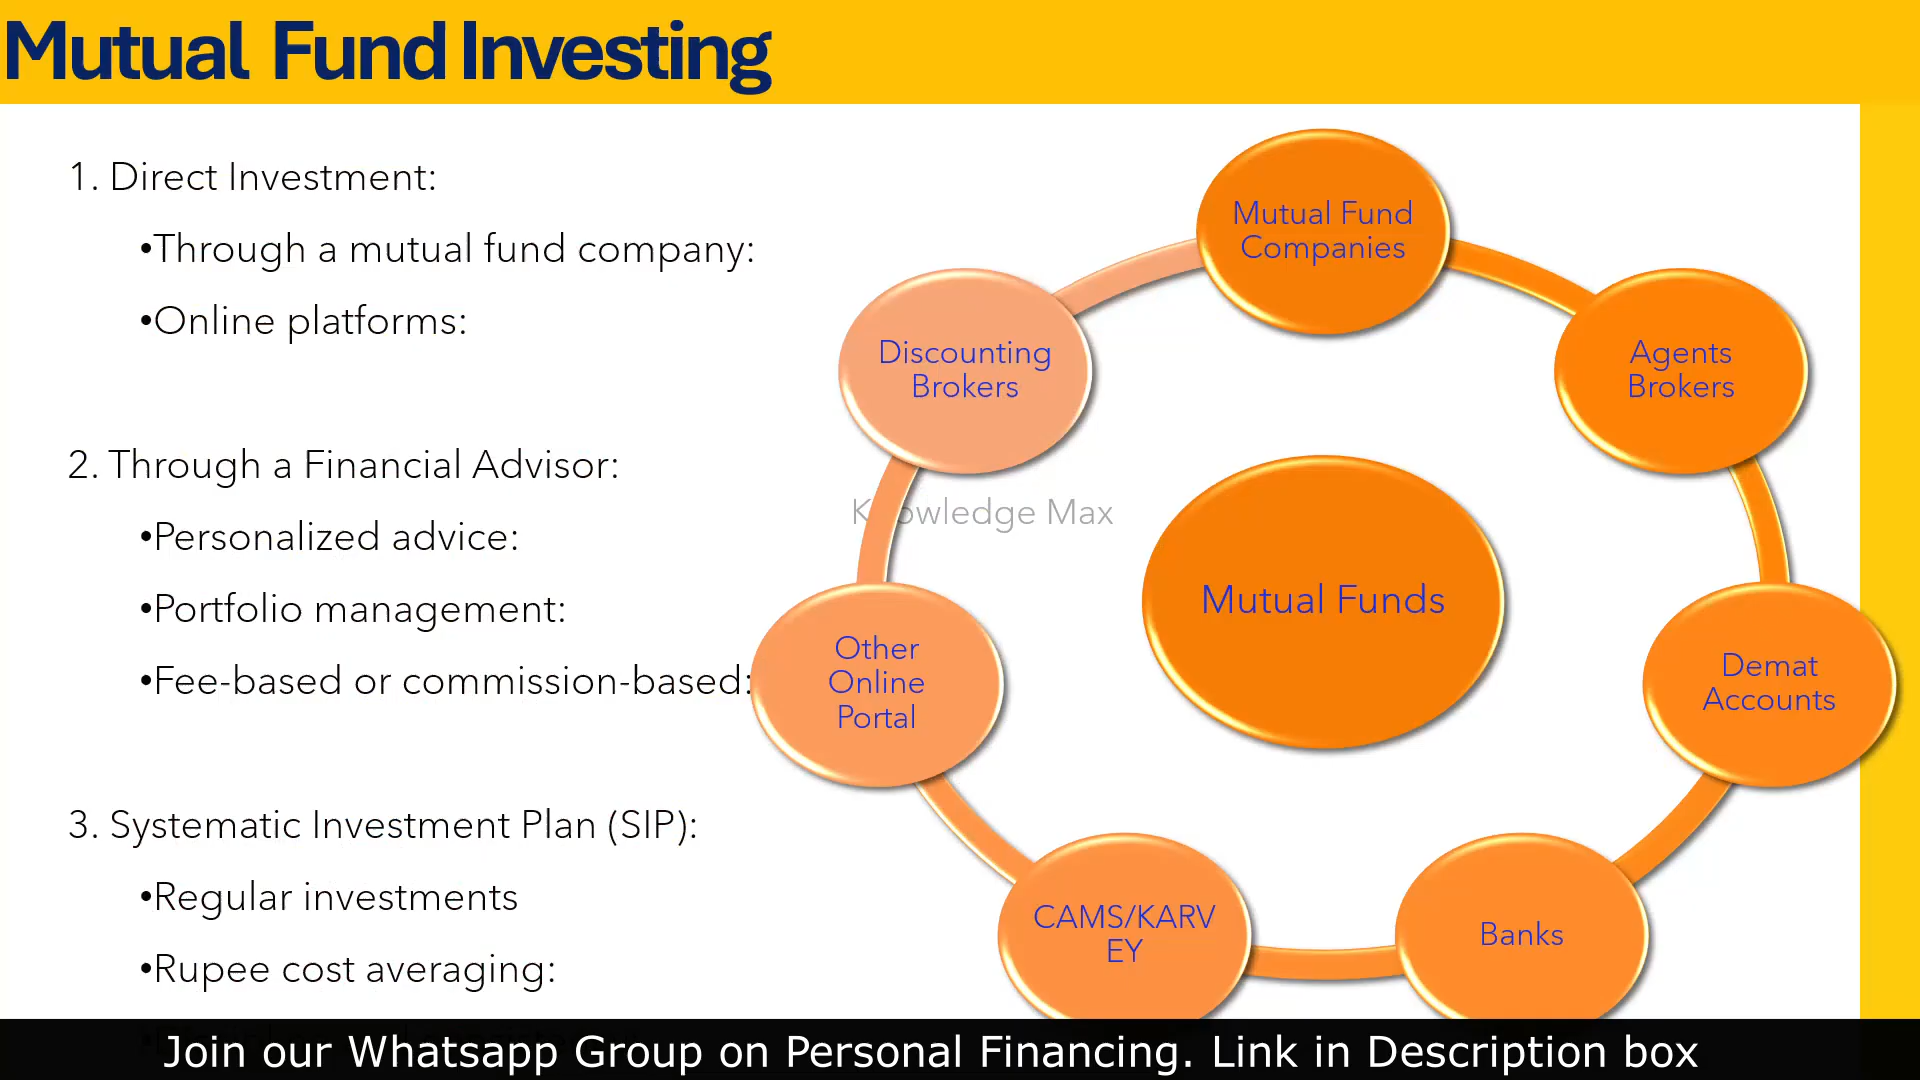 Mutual Fund Investing
1. Direct Investment:
•Through a mutual fund company:
•Online platforms:
2. Through a Financial Advisor:
•Personalized advice:
•Portfolio management:
•Fee-based or commission-based:
3. Systematic Investment Plan (SIP):
•Regular investments
•Rupee cost averaging:
Mutual Fund
Companies
Agents
Brokers
Demat
Accounts
Banks
CAMS/KARV
EY
Other
Online
Portal
Discounting
Brokers
Mutual Funds
Knowledge Max
Join our Whatsapp Group on Personal Financing. Link in Description box